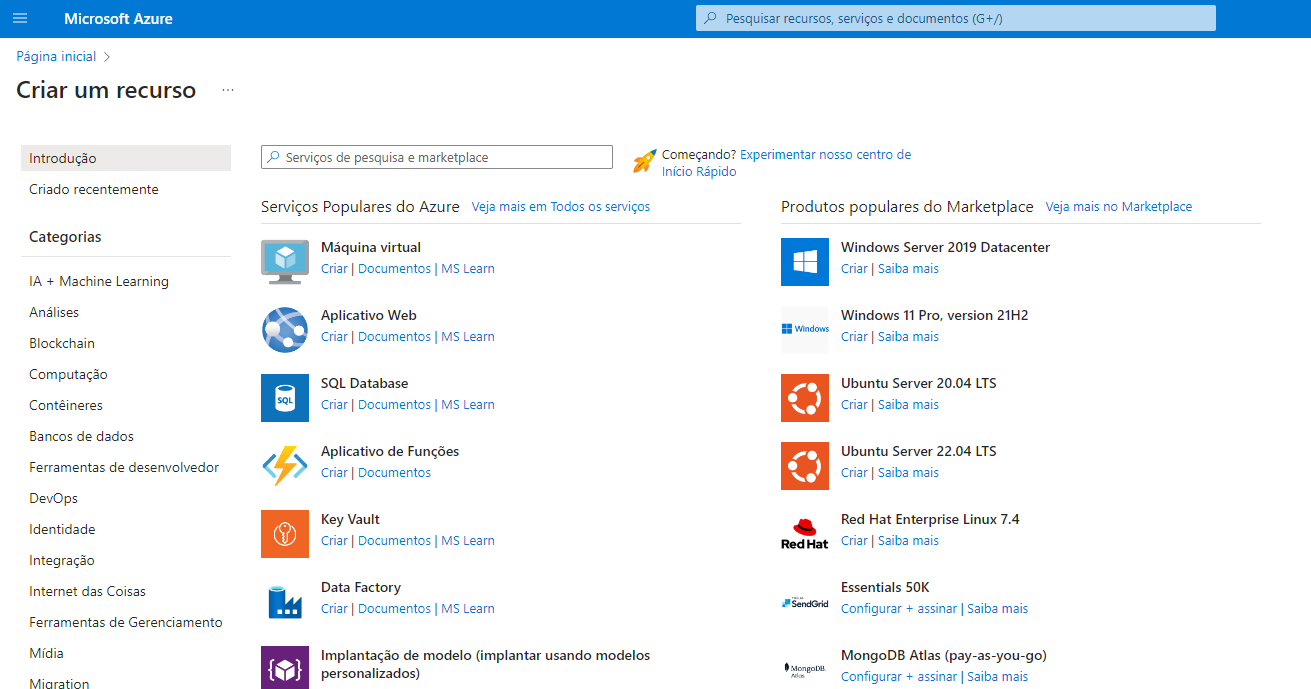 Microsoft Azure
Pesquisar recursos, serviços e documentos (G+/)
Página inicial >
Criar um recurso ...
Introdução
Criado recentemente
Categorias
IA + Machine Learning
Análises
Blockchain
Computação
Contêineres
Bancos de dados
Ferramentas de desenvolvedor
DevOps
Identidade
Integração
Internet das Coisas
Ferramentas de Gerenciamento
Mídia
Migration
Serviços de pesquisa e marketplace
Começando? Experimentar nosso centro de
Início Rápido
Serviços Populares do Azure Veja mais em Todos os serviços
Máquina virtual
Criar | Documentos | MS Learn
Aplicativo Web
Criar | Documentos | MS Learn
SQL
SQL Database
Criar | Documentos | MS Learn
Aplicativo de Funções
Criar | Documentos
Key Vault
Criar | Documentos | MS Learn
Data Factory
Criar | Documentos | MS Learn
Implantação de modelo (implantar usando modelos
personalizados)
Produtos populares do Marketplace Veja mais no Marketplace
Windows Server 2019 Datacenter
Criar | Saiba mais
Windows
Windows 11 Pro, version 21H2
Criar | Saiba mais
Ubuntu Server 20.04 LTS
Criar | Saiba mais
Ubuntu Server 22.04 LTS
Criar | Saiba mais
Red Hat
Red Hat Enterprise Linux 7.4
Criar | Saiba mais
SendGrid
Essentials 50K
Configurar + assinar | Saiba mais
MongoDB.
Atlas
MongoDB Atlas (pay-as-you-go)
Configurar + assinar | Saiba mais